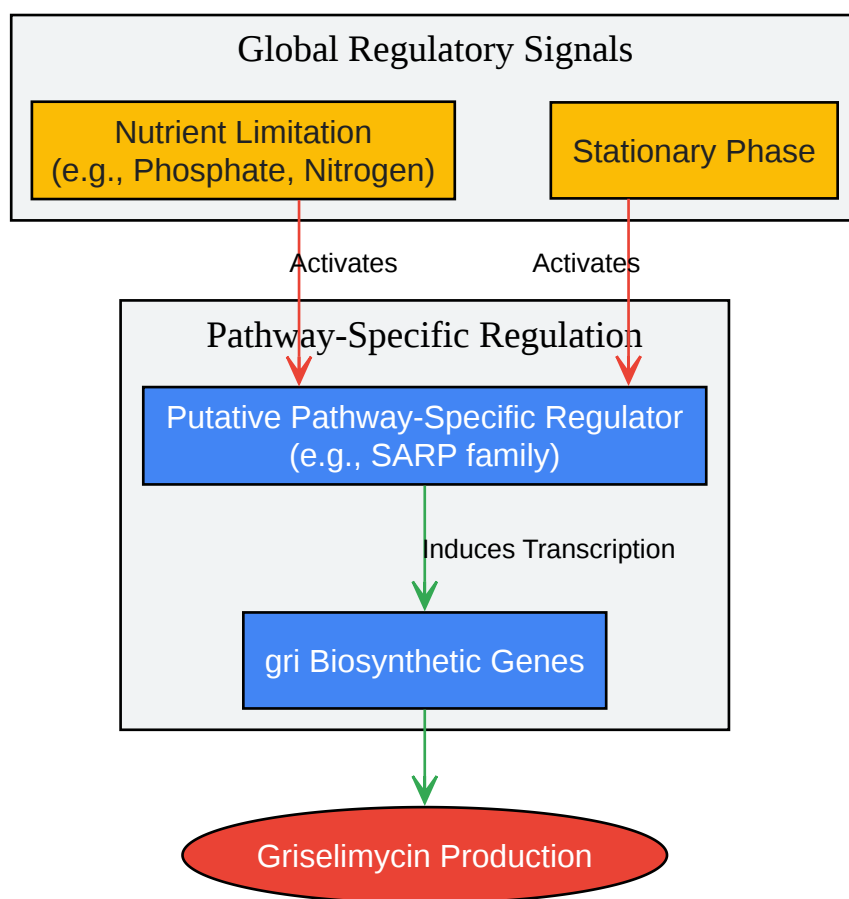 Global Regulatory Signals
Nutrient Limitation
(e.g., Phosphate, Nitrogen)
Stationary Phase
Activates
Activates
Pathway-Specific Regulation
Putative Pathway-Specific Regulator
(e.g., SARP family)
Induces Transcription
gri Biosynthetic Genes
Griselimycin Production